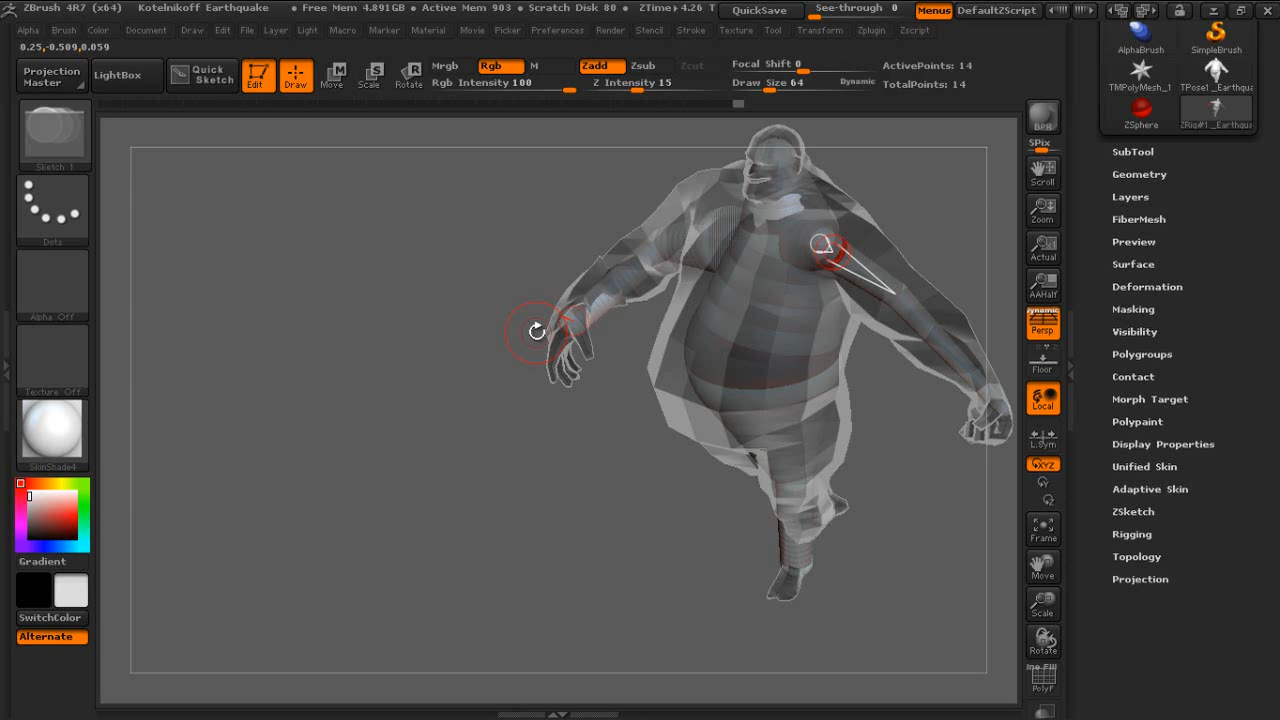 ZBrush 4R7 (x64) Kotelnikoff Earthquake • Free Mem 4.891GB • Active Mem 903 • Scratch Disk 80 • ZTime▸4.26 T QuickSave See-through 0 Menus DefaultZScript
Alpha Brush Color Document Draw Edit File Layer Light Macro Marker Material Movie Picker Preferences Render Stencil Stroke Texture Tool Transform Zplugin Zscript
0.25,-0.509,0.059
Projection Master
LightBox
Quick Sketch
Edit
Draw
Move
Scale
Rotate
Mrgb Rgb M
Rgb Intensity 100
Zadd Zsub Zcut
Z Intensity 15
Focal Shift 0
Draw Size 64 Dynamic
ActivePoints: 14
TotalPoints: 14
Sketch 1
Dots
Alpha Off
Texture Off
SkinShade4
Gradient
SwitchColor
Alternate
BPR
SPix
Scroll
Zoom
Actual
AAHalf
Dynamic
Persp
Floor
Local
L.Sym
XYZ
Frame
Move
Scale
Rotate
Line Fill
PolyF
AlphaBrush SimpleBrush
TMPolyMesh_1 TPose1_Earthqua
ZSphere ZRig#1_Earthqua
SubTool
Geometry
Layers
FiberMesh
Preview
Surface
Deformation
Masking
Visibility
Polygroups
Contact
Morph Target
Polypaint
Display Properties
Unified Skin
Adaptive Skin
ZSketch
Rigging
Topology
Projection